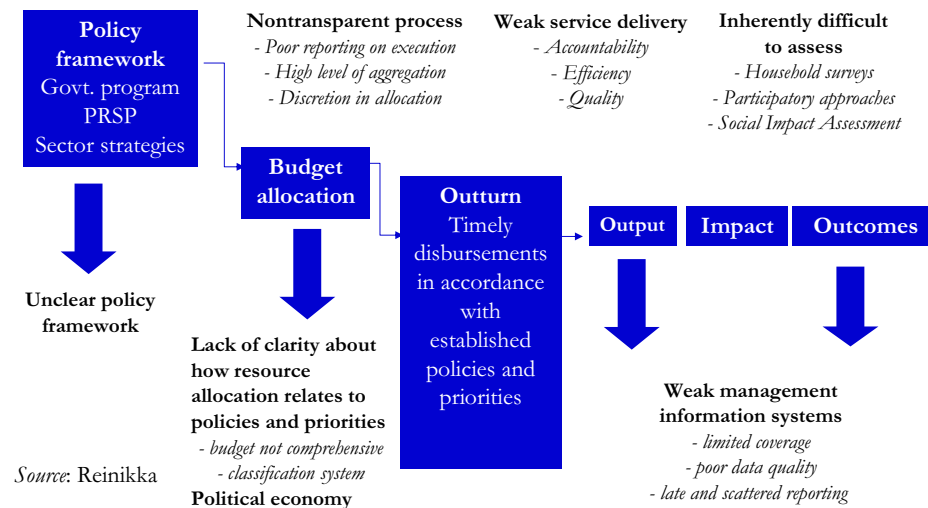 Policy
framework
Govt. program
PRSP
Sector strategies
Nontransparent process
- Poor reporting on execution
- High level of aggregation
- Discretion in allocation
Weak service delivery
- Accountability
- Efficiency
- Quality
Inherently difficult
to assess
- Household surveys
- Participatory approaches
- Social Impact Assessment
Budget
allocation
Outturn
Timely
disbursements
in accordance
with
established
policies and
priorities
Output
Impact
Outcomes
Unclear policy
framework
Lack of clarity about
how resource
allocation relates to
policies and priorities
- budget not comprehensive
- classification system
Political economy
Weak management
information systems
- limited coverage
- poor data quality
- late and scattered reporting
Source: Reinikka